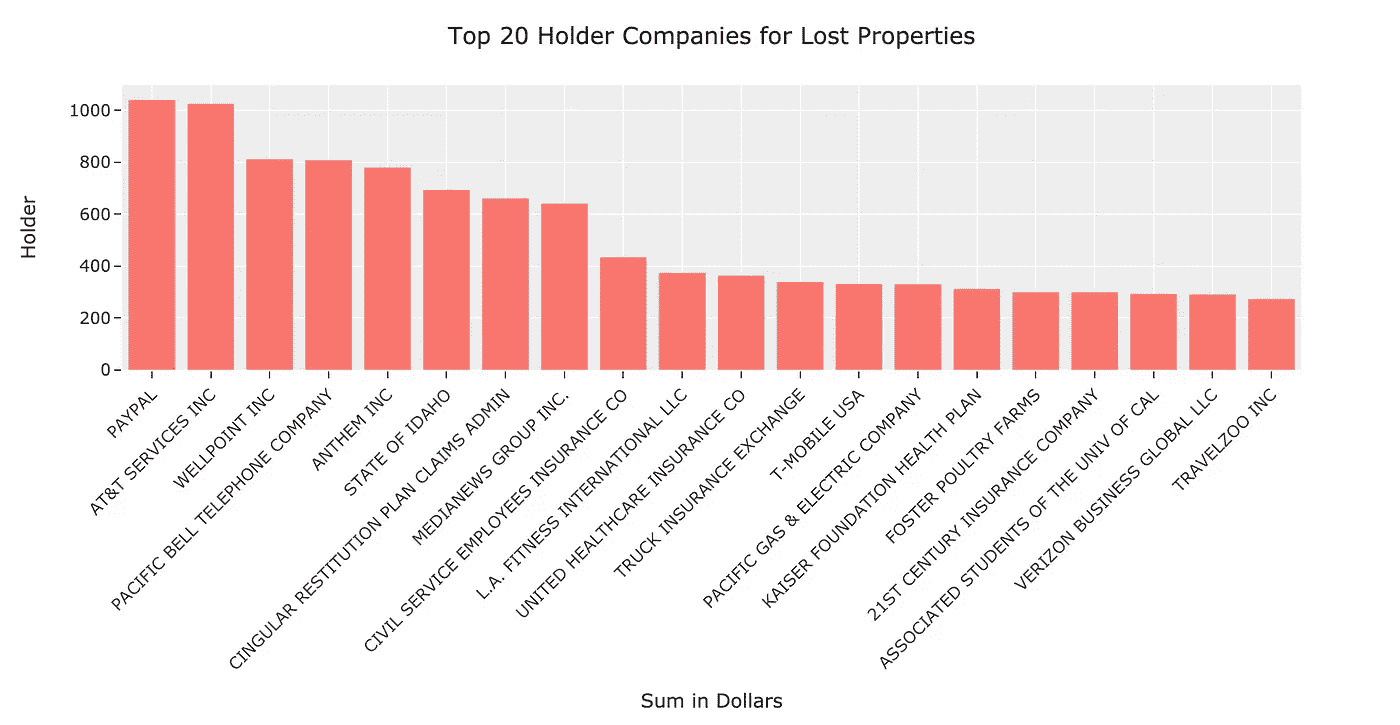 Top 20 Holder Companies for Lost Properties
Holder
1000
800
600
400
200
0
PAYPAL
AT&T SERVICES INC
WELLPOINT INC
PACIFIC BELL TELEPHONE COMPANY
ANTHEM INC
STATE OF IDAHO
CINGULAR RESTITUTION PLAN CLAIMS ADMIN
MEDIANEWS GROUP INC.
CIVIL SERVICE EMPLOYEES INSURANCE CO
L.A. FITNESS INTERNATIONAL LLC
UNITED HEALTHCARE INSURANCE CO
TRUCK INSURANCE EXCHANGE
T-MOBILE USA
PACIFIC GAS & ELECTRIC COMPANY
KAISER FOUNDATION HEALTH PLAN
FOSTER POULTRY FARMS
21ST CENTURY INSURANCE COMPANY
ASSOCIATED STUDENTS OF THE UNIV OF CAL
VERIZON BUSINESS GLOBAL LLC
TRAVELZOO INC
Sum in Dollars